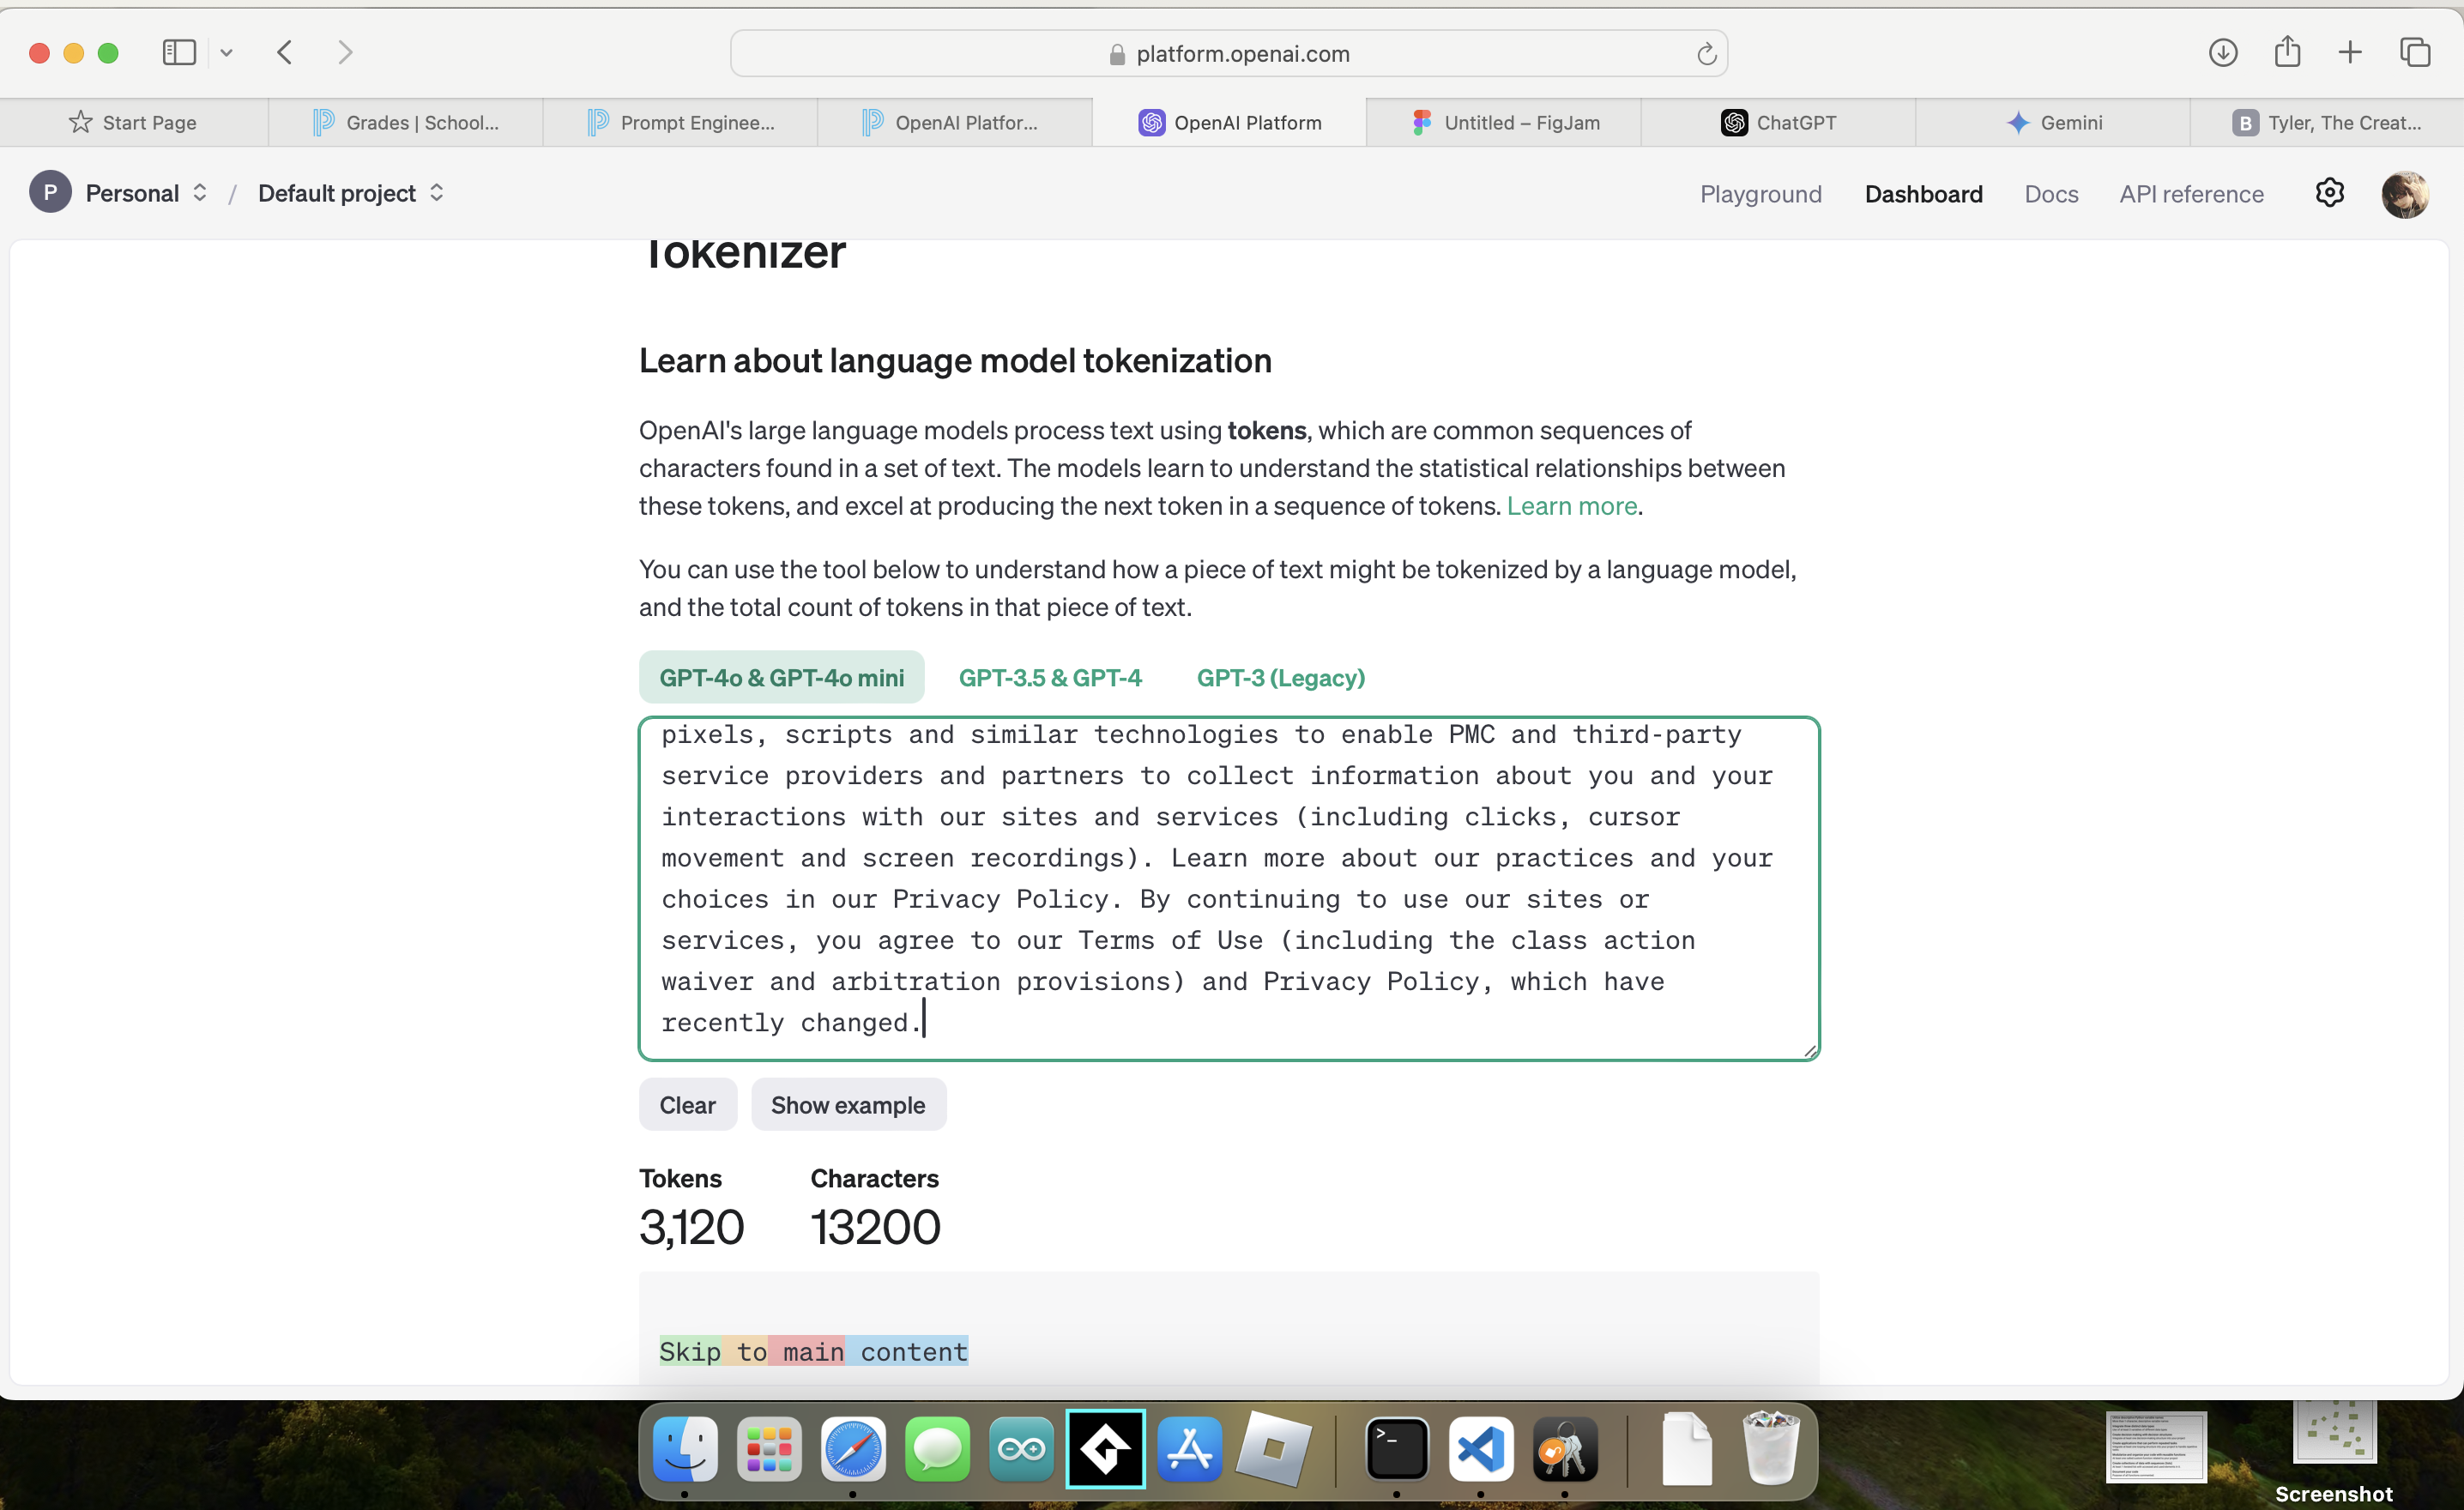 platform.openai.com
Start Page
Grades | School...
Prompt Enginee...
OpenAI Platfor...
OpenAI Platform
Untitled – FigJam
ChatGPT
Gemini
B Tyler, The Creat...
P Personal / Default project
Playground Dashboard Docs API reference
Tokenizer
Learn about language model tokenization
OpenAI's large language models process text using tokens, which are common sequences of
characters found in a set of text. The models learn to understand the statistical relationships between
these tokens, and excel at producing the next token in a sequence of tokens. Learn more.
You can use the tool below to understand how a piece of text might be tokenized by a language model,
and the total count of tokens in that piece of text.
GPT-4o & GPT-4o mini GPT-3.5 & GPT-4 GPT-3 (Legacy)
pixels, scripts and similar technologies to enable PMC and third-party
service providers and partners to collect information about you and your
interactions with our sites and services (including clicks, cursor
movement and screen recordings). Learn more about our practices and your
choices in our Privacy Policy. By continuing to use our sites or
services, you agree to our Terms of Use (including the class action
waiver and arbitration provisions) and Privacy Policy, which have
recently changed.
Clear Show example
Tokens Characters
3,120 13200
Skip to main content
Screenshot